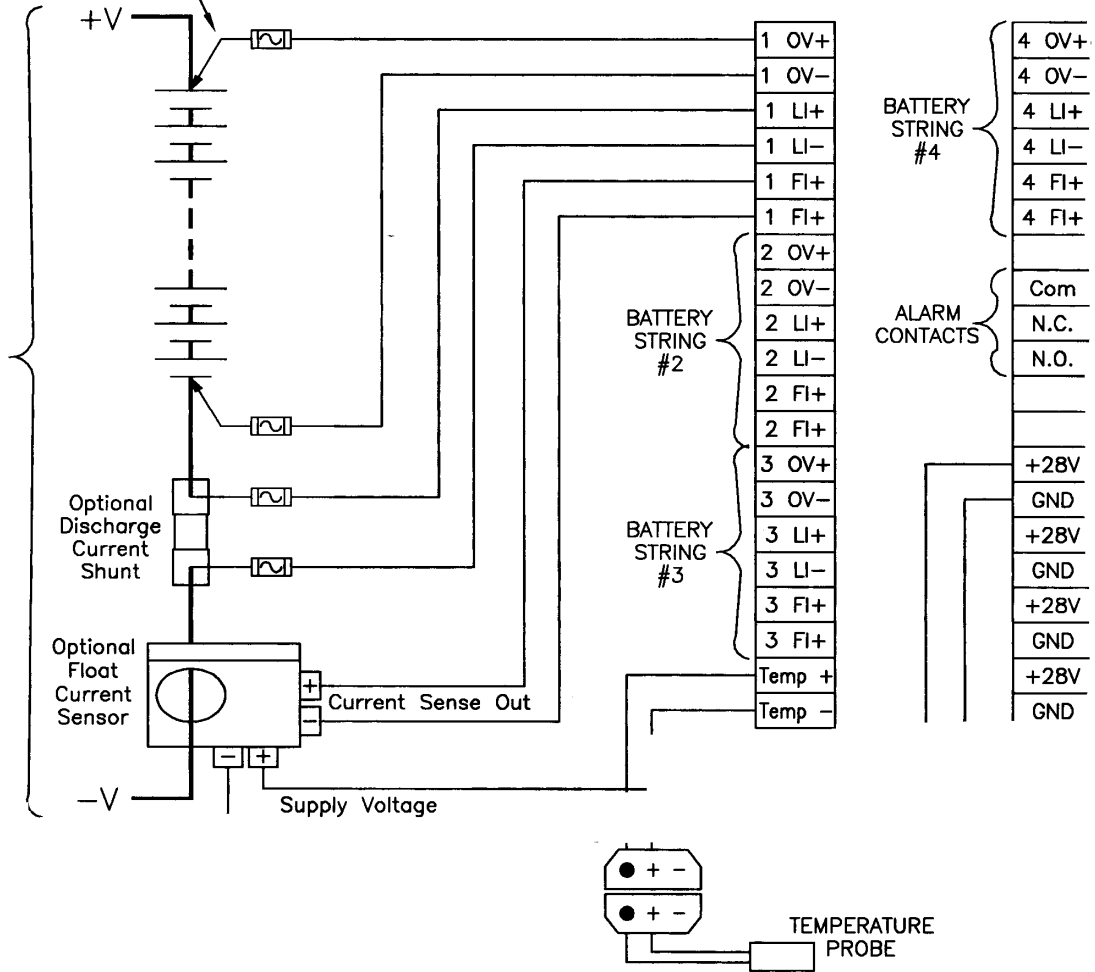 +V
1 OV+
1 OV−
1 LI+
1 LI−
1 FI+
1 FI+
2 OV+
2 OV−
2 LI+
2 LI−
2 FI+
2 FI+
3 OV+
3 OV−
3 LI+
3 LI−
3 FI+
3 FI+
Temp +
Temp −
BATTERY
STRING
#2
BATTERY
STRING
#3
BATTERY
STRING
#4
4 OV+
4 OV−
4 LI+
4 LI−
4 FI+
4 FI+
ALARM
CONTACTS
Com
N.C.
N.O.
+28V
GND
+28V
GND
+28V
GND
+28V
GND
Optional
Discharge
Current
Shunt
Optional
Float
Current
Sensor
+
−
Current Sense Out
− +
Supply Voltage
−V
+ −
+ −
TEMPERATURE
PROBE